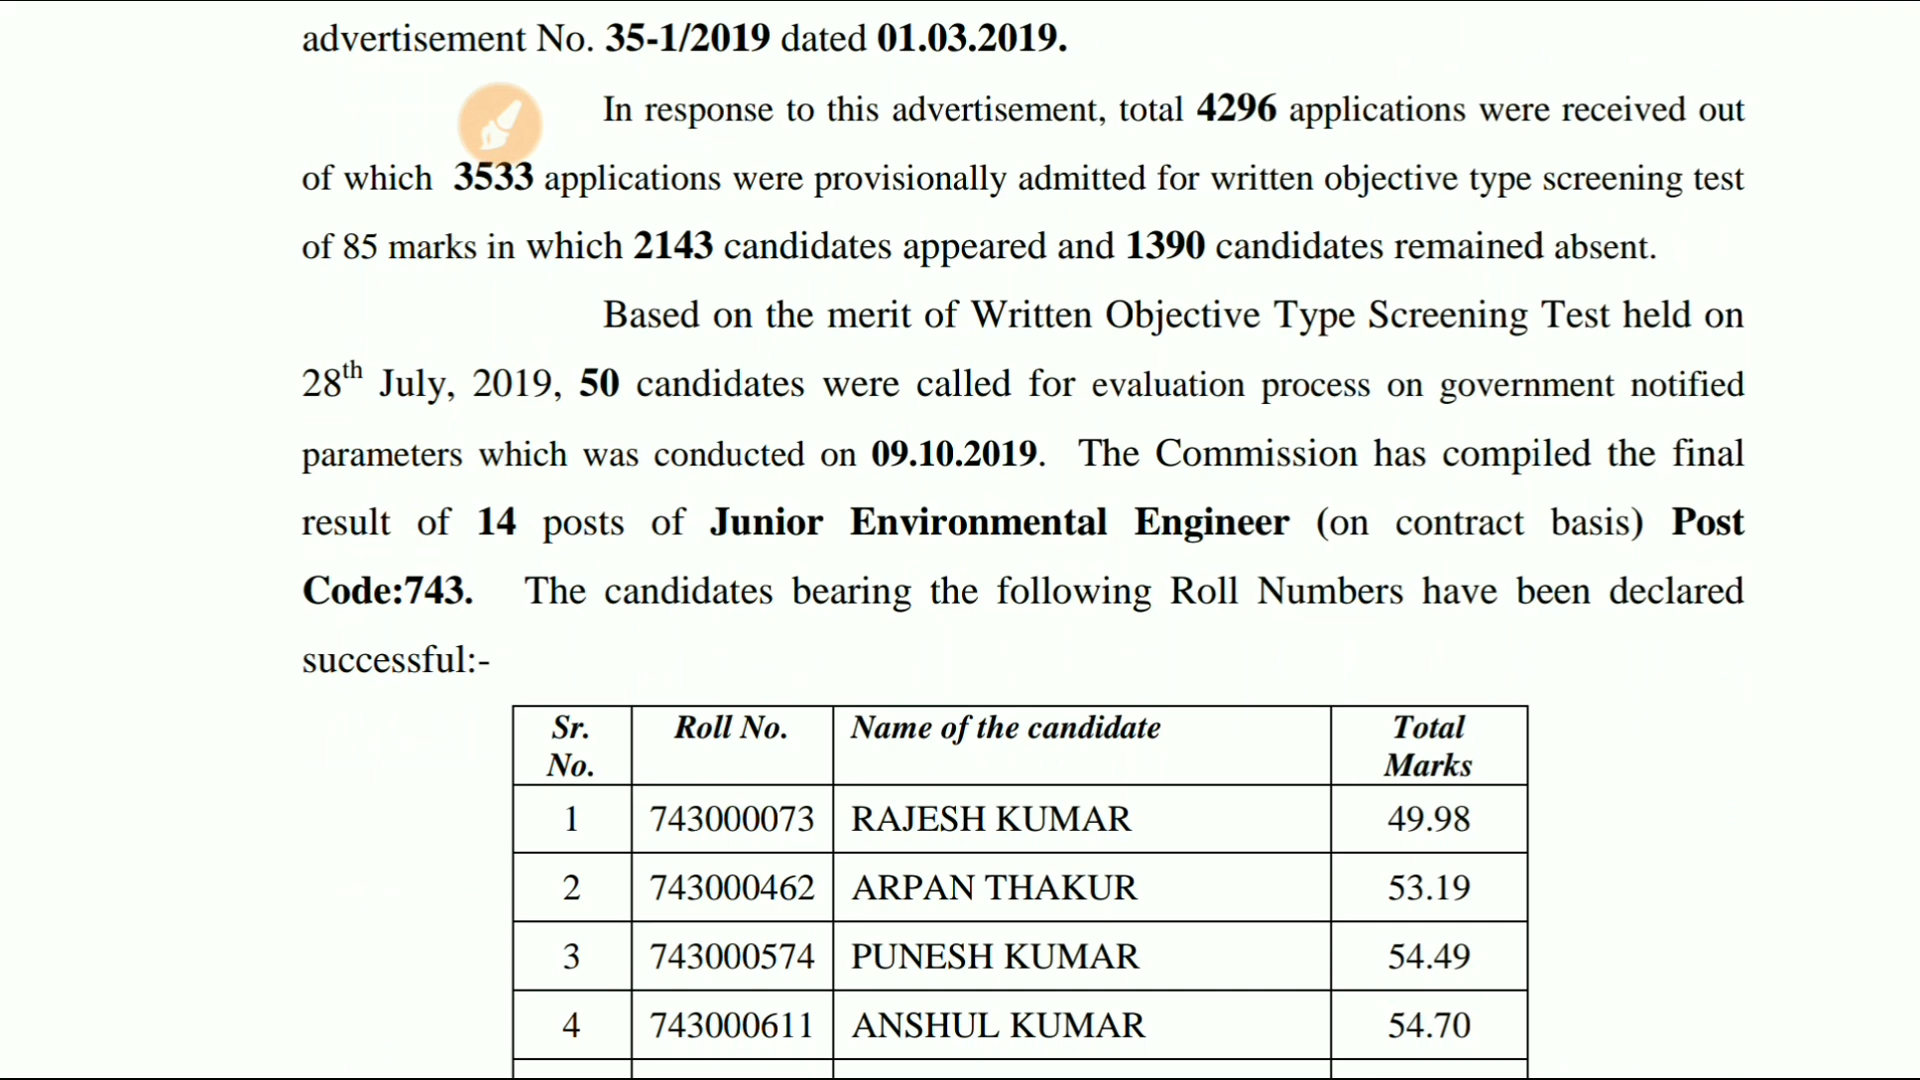 advertisement No. 35-1/2019 dated 01.03.2019.
In response to this advertisement, total 4296 applications were received out
of which 3533 applications were provisionally admitted for written objective type screening test
of 85 marks in which 2143 candidates appeared and 1390 candidates remained absent.
Based on the merit of Written Objective Type Screening Test held on
28th July, 2019, 50 candidates were called for evaluation process on government notified
parameters which was conducted on 09.10.2019. The Commission has compiled the final
result of 14 posts of Junior Environmental Engineer (on contract basis) Post
Code:743. The candidates bearing the following Roll Numbers have been declared
successful:-
Sr. No. Roll No. Name of the candidate Total Marks
1 743000073 RAJESH KUMAR 49.98
2 743000462 ARPAN THAKUR 53.19
3 743000574 PUNESH KUMAR 54.49
4 743000611 ANSHUL KUMAR 54.70